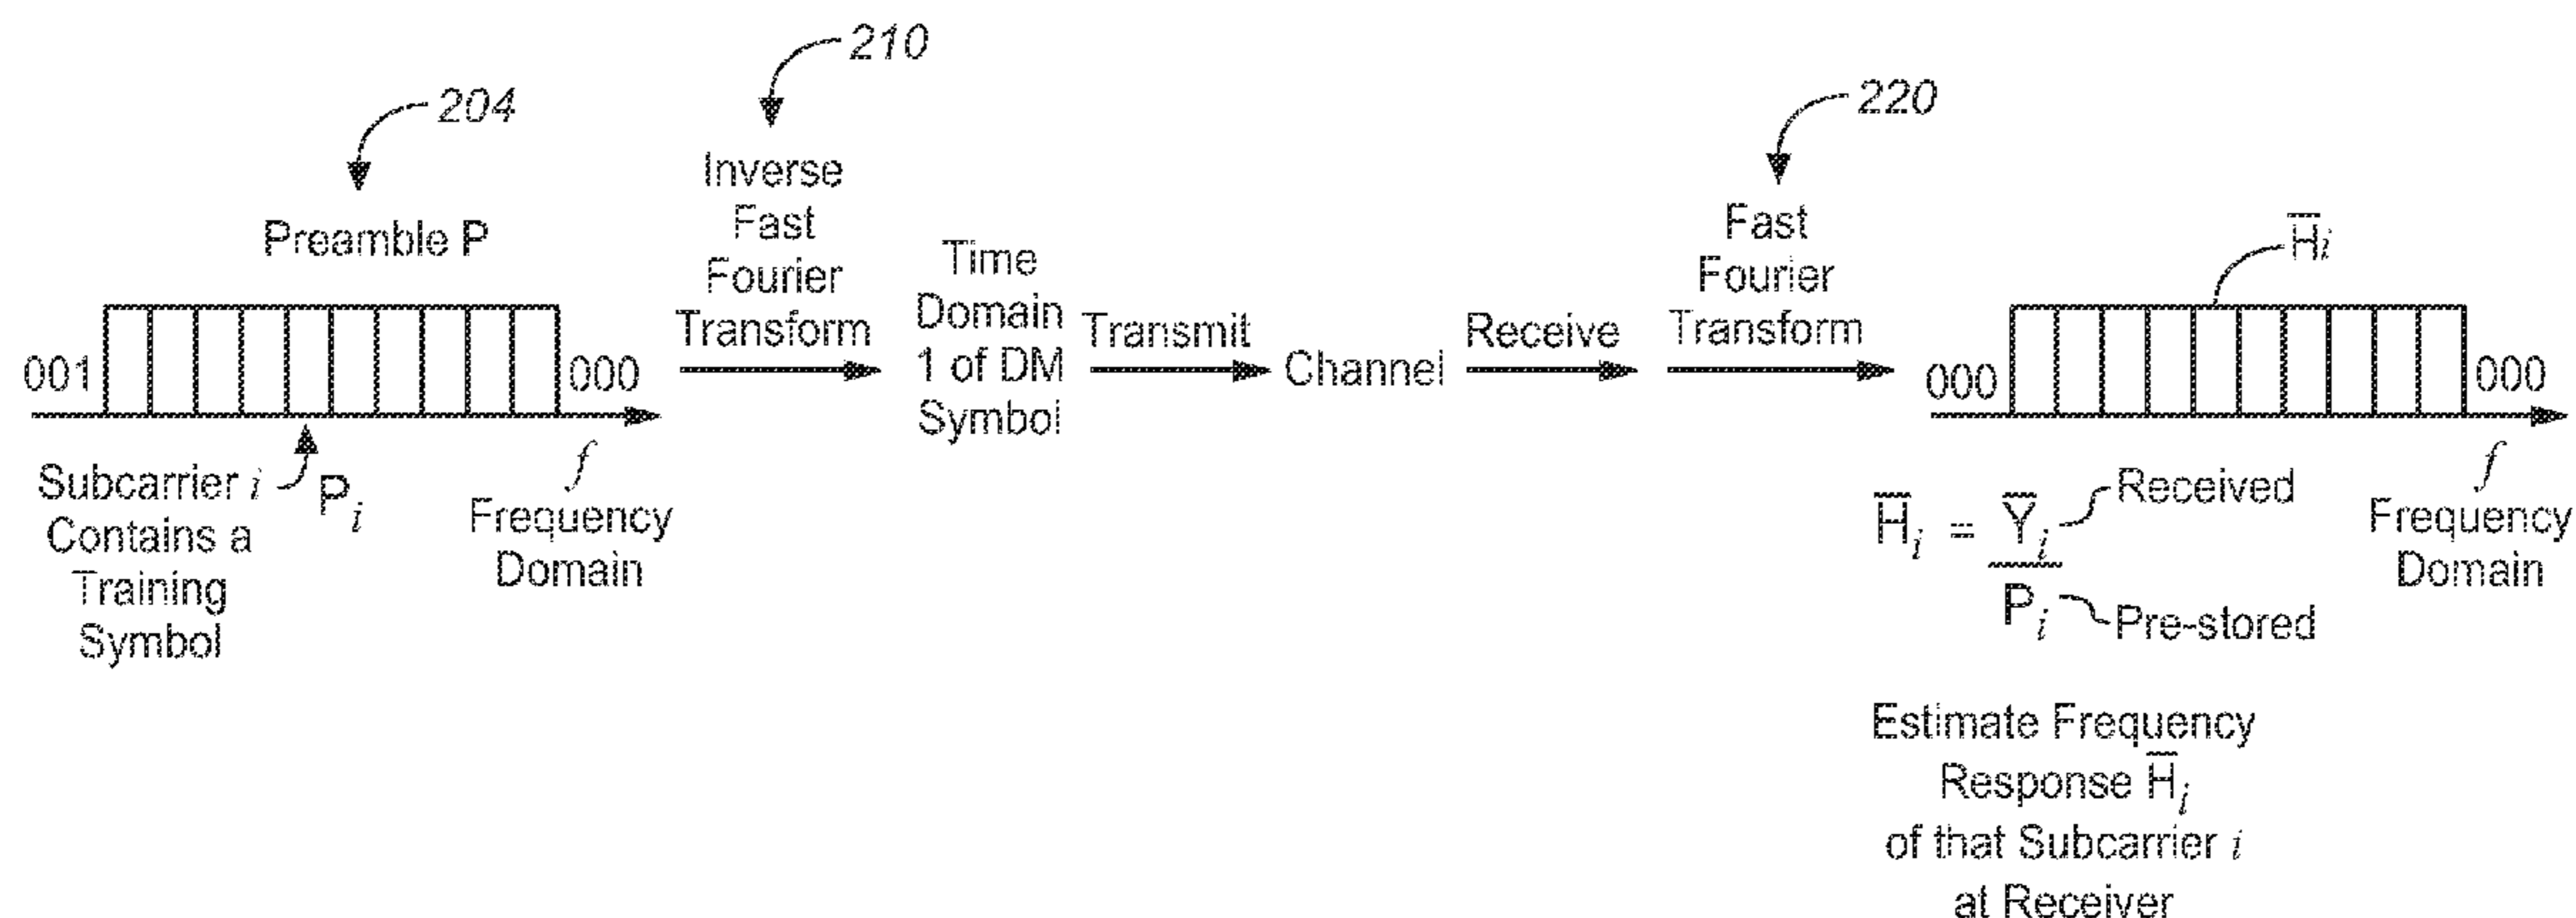 204
Preamble P
001
000
Subcarrier i
Contains a
Training
Symbol
P i
f
Frequency
Domain
210
Inverse
Fast
Fourier
Transform
Time
Domain
1 of DM
Symbol
Transmit
Channel
Receive
220
Fast
Fourier
Transform
H̅i
000
000
f
Frequency
Domain
H̅i = Y̅i Received
Pi Pre-stored
Estimate Frequency
Response H̅i
of that Subcarrier i
at Receiver